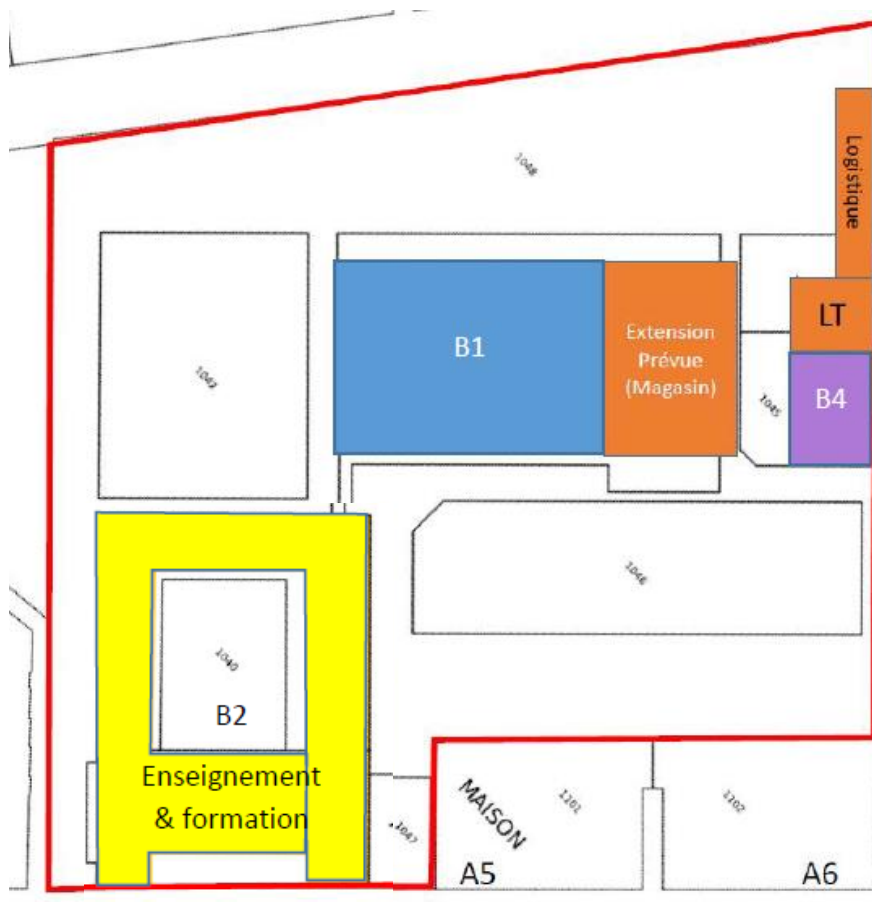 1048
Logistique
LT
B1
Extension
Prévue
(Magasin)
1045
B4
1046
1040
B2
Enseignement
& formation
1047
MAISON
1101
1102
A5
A6